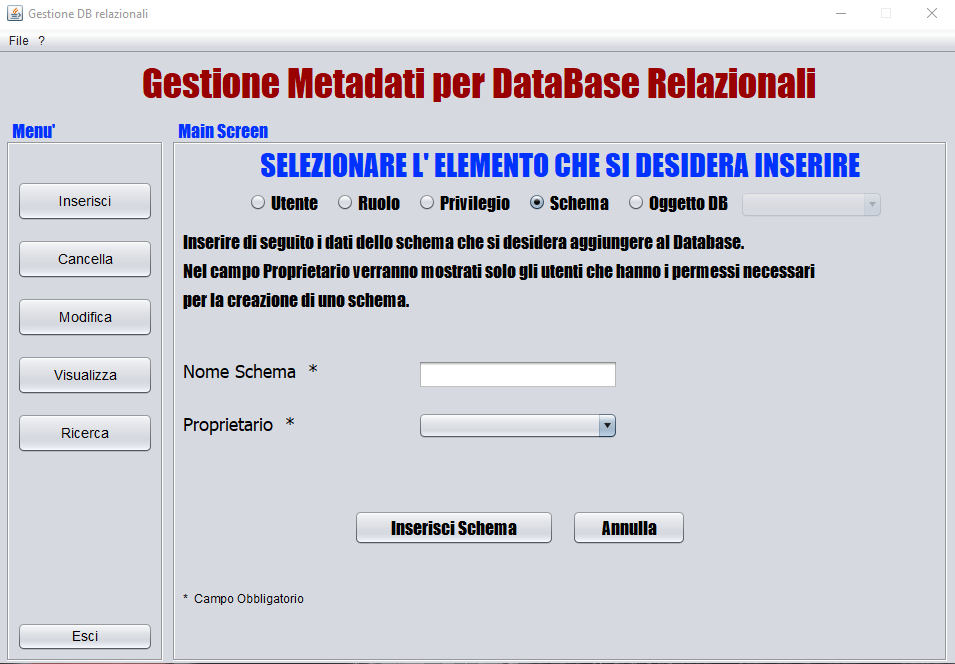 Gestione DB relazionali
File ?
Gestione Metadati per DataBase Relazionali
Menu'
Main Screen
Inserisci
Cancella
Modifica
Visualizza
Ricerca
Esci
SELEZIONARE L' ELEMENTO CHE SI DESIDERA INSERIRE
Utente Ruolo Privilegio Schema Oggetto DB
Inserire di seguito i dati dello schema che si desidera aggiungere al Database.
Nel campo Proprietario verranno mostrati solo gli utenti che hanno i permessi necessari
per la creazione di uno schema.
Nome Schema *
Proprietario *
Inserisci Schema Annulla
* Campo Obbligatorio